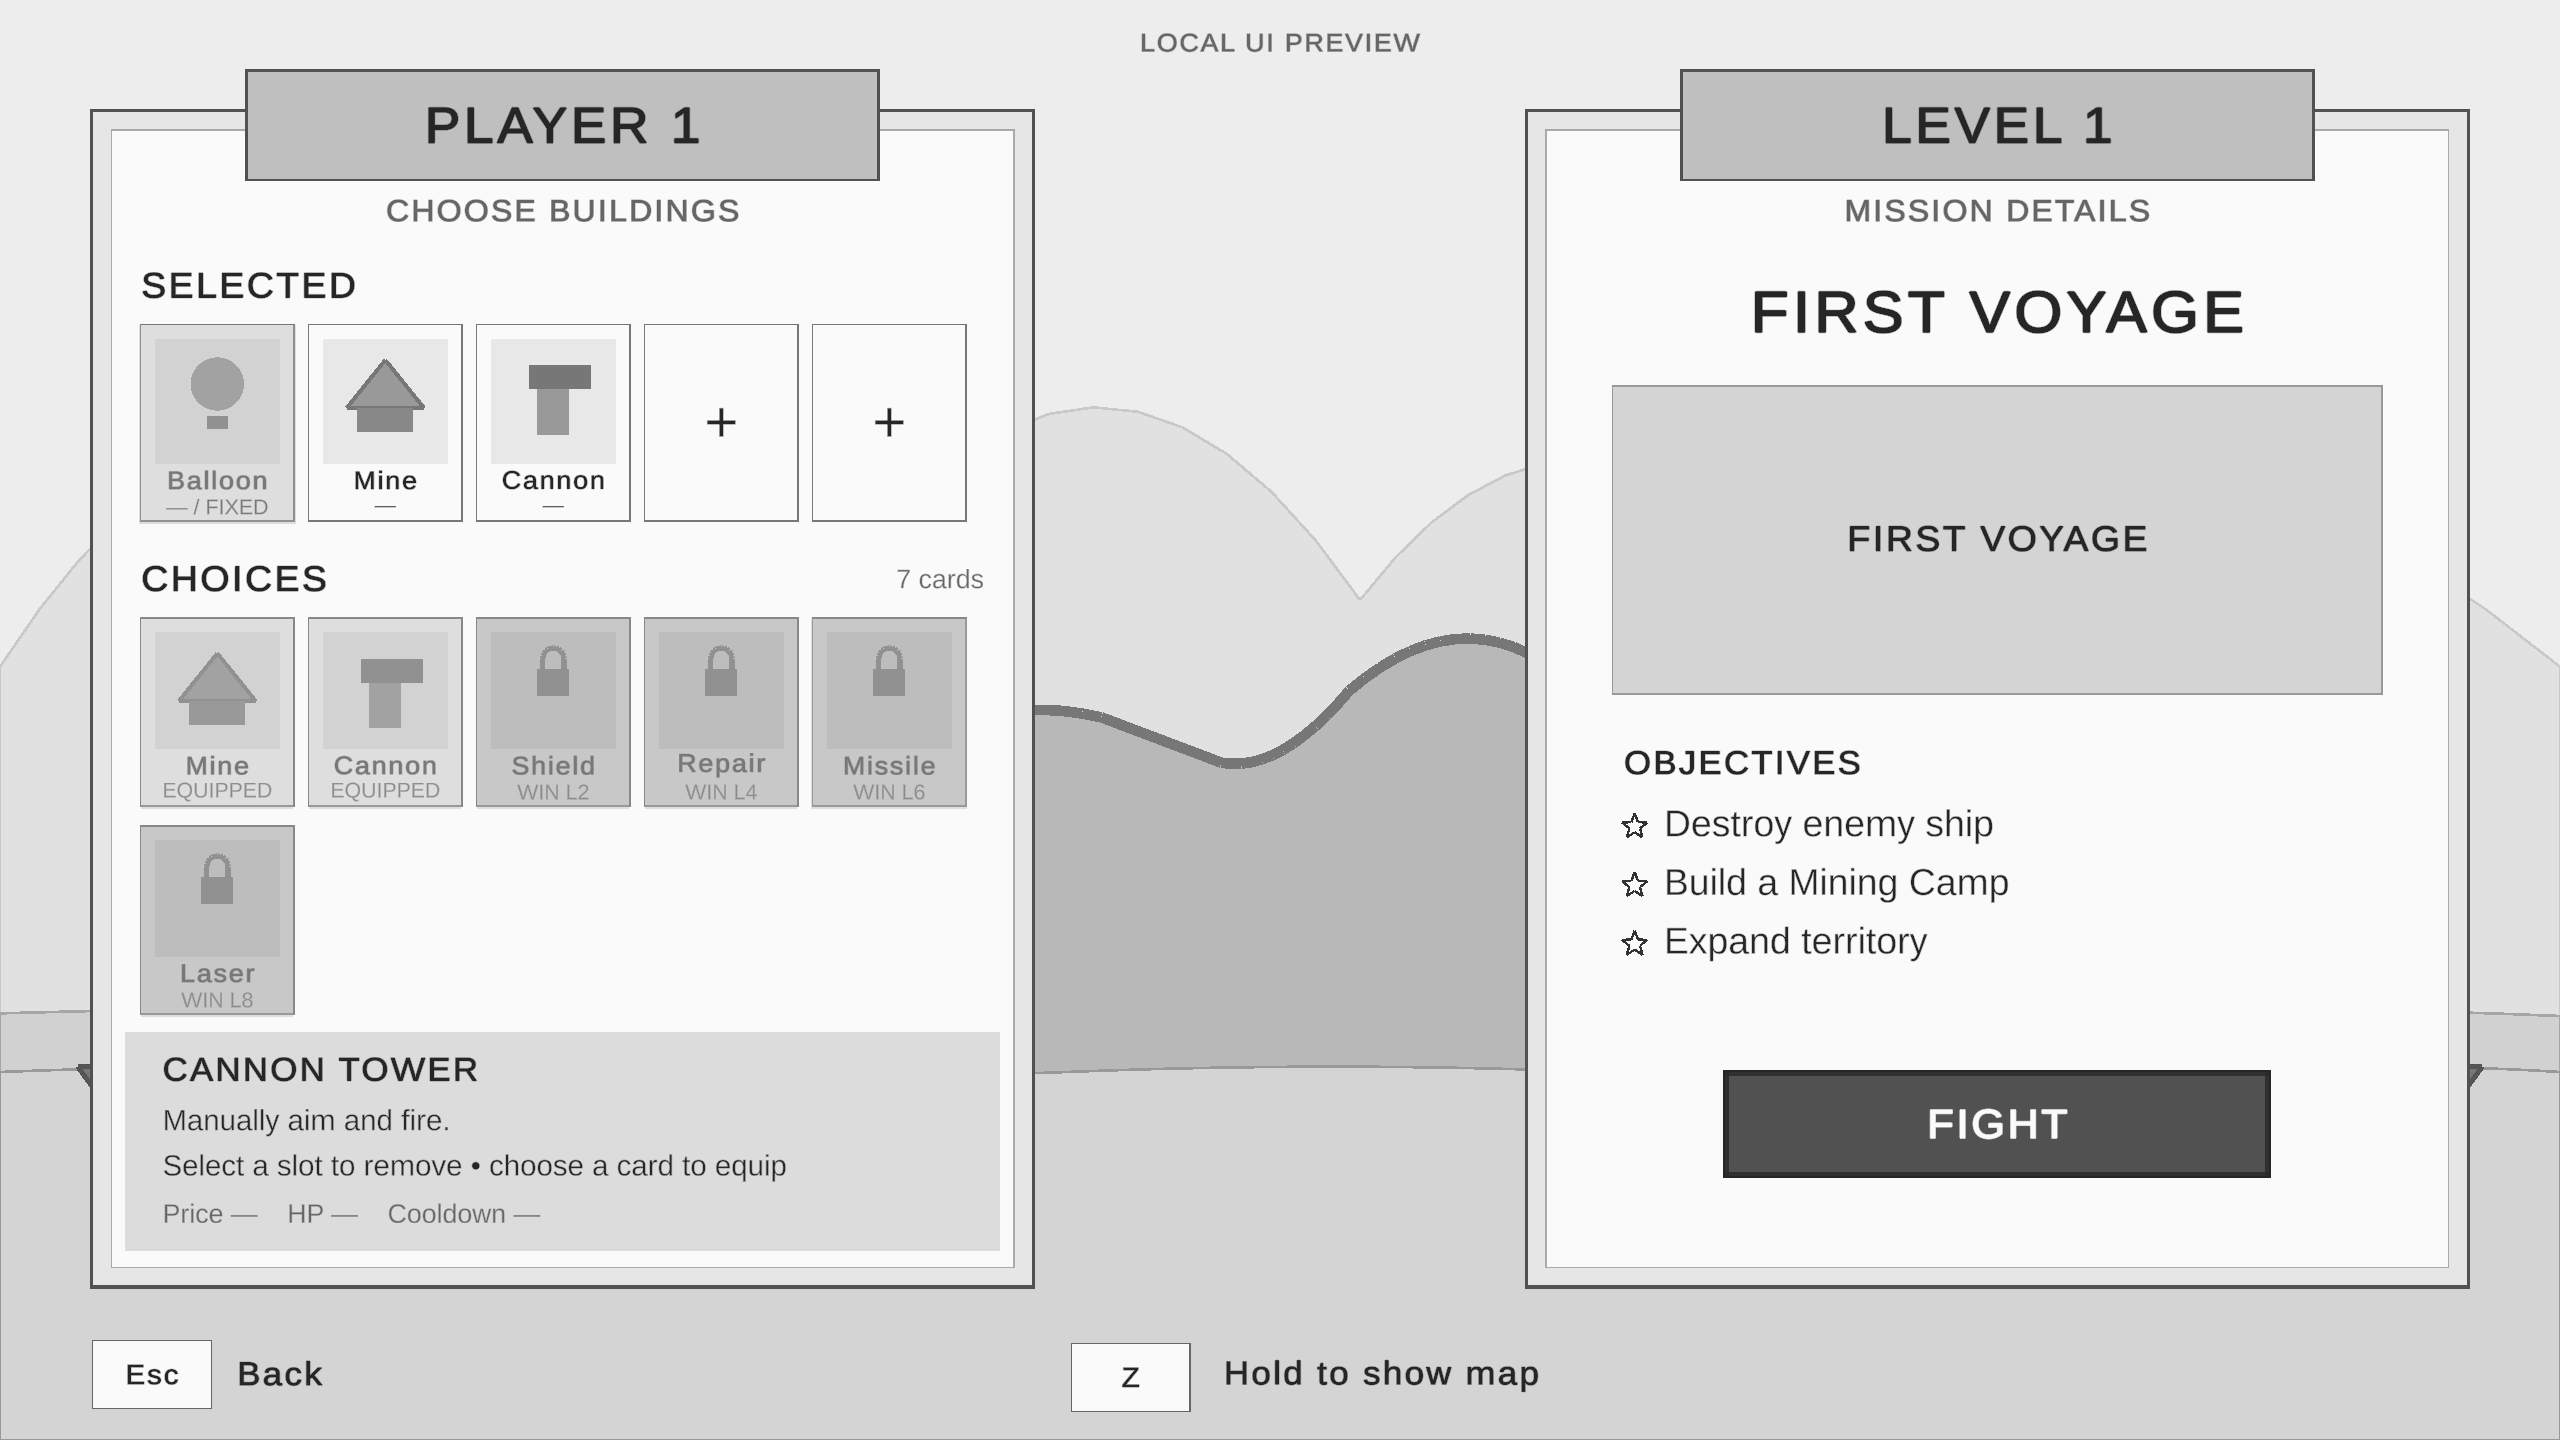 LOCAL UI PREVIEW
PLAYER 1
CHOOSE BUILDINGS
SELECTED
Balloon
— / FIXED
Mine
—
Cannon
—
+
+
CHOICES
7 cards
Mine
EQUIPPED
Cannon
EQUIPPED
Shield
WIN L2
Repair
WIN L4
Missile
WIN L6
Laser
WIN L8
CANNON TOWER
Manually aim and fire.
Select a slot to remove • choose a card to equip
Price — HP — Cooldown —
LEVEL 1
MISSION DETAILS
FIRST VOYAGE
FIRST VOYAGE
OBJECTIVES
☆ Destroy enemy ship
☆ Build a Mining Camp
☆ Expand territory
FIGHT
Esc Back
Z Hold to show map